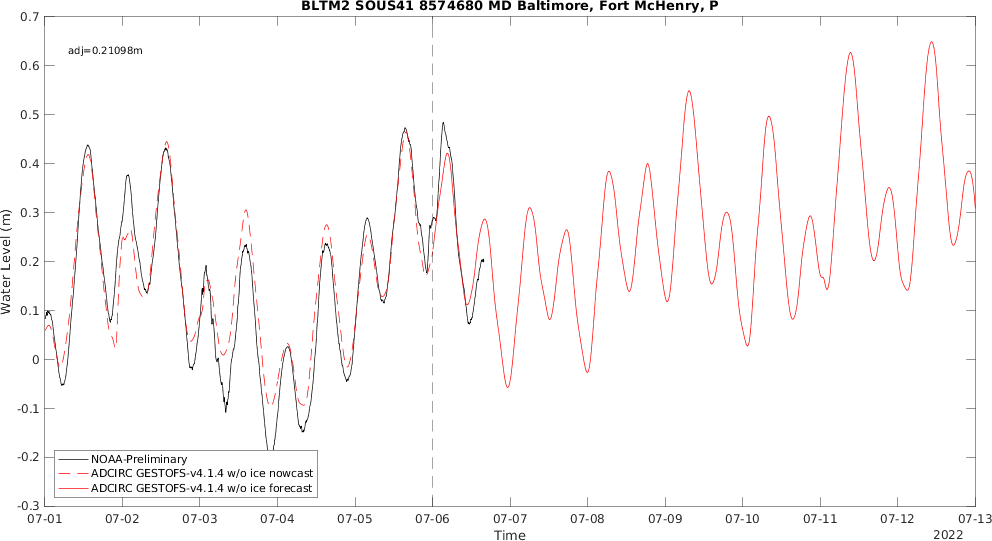 BLTM2 SOUS41 8574680 MD Baltimore, Fort McHenry, P
adj=0.21098m
0.7
0.6
0.5
0.4
0.3
0.2
0.1
0
-0.1
-0.2
-0.3
Water Level (m)
NOAA-Preliminary
ADCIRC GESTOFS-v4.1.4 w/o ice nowcast
ADCIRC GESTOFS-v4.1.4 w/o ice forecast
07-01 07-02 07-03 07-04 07-05 07-06 07-07 07-08 07-09 07-10 07-11 07-12 07-13
Time
2022